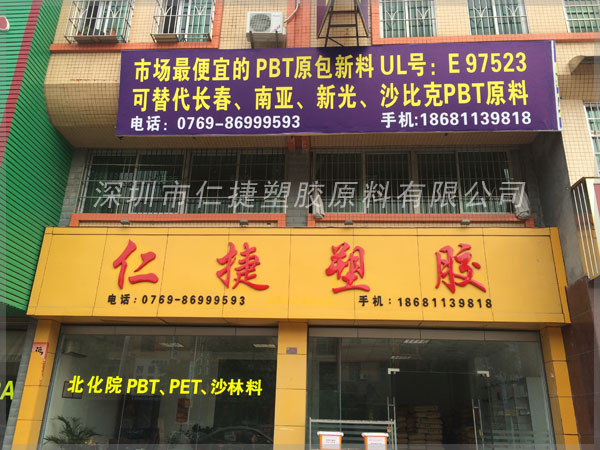 市场最便宜的 PBT原包新料 UL号: E 97523
可替代长春、南亚、新光、沙比克PBT原料
电话: 0769-86999593 手机:18681139818
深圳市仁捷塑胶原料有限公司
仁捷塑胶
电话:0769-86999593 手机:18681139818
北化院 PBT、PET、沙林料